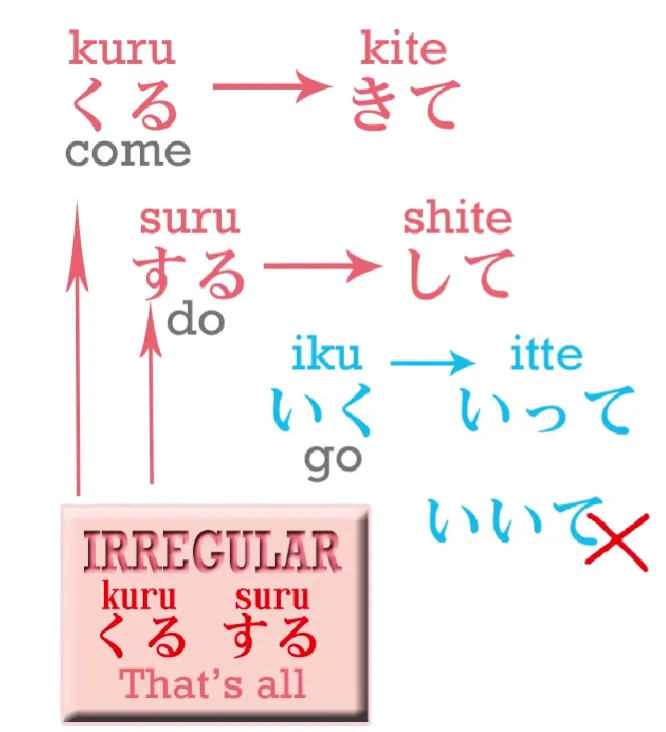 kuru kite
くる きて
come
suru shite
する して
do
iku itte
いく いって
go
いいて
IRREGULAR
kuru suru
くる する
That's all